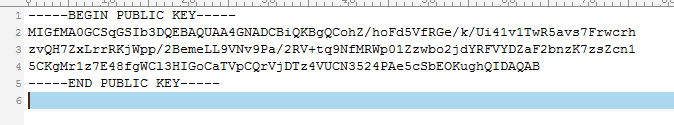 -----BEGIN PUBLIC KEY-----
MIGfMA0GCSqGSIb3DQEBAQUAA4GNADCBiQKBgQCohZ/hoFd5VfRGe/k/Ui41v1TwR5avs7Frwcrh
zvQH7ZxLrrRKjWpp/2BemeLL9VNv9Pa/2RV+tq9NfMRWp01Zzwbo2jdYRFVYDZaF2bnzK7zsZcn1
5CKgMr1z7E48fgWCl3HIGoCaTVpCQrVjDTz4VUCN3524PAe5cSbEOKughQIDAQAB
-----END PUBLIC KEY-----